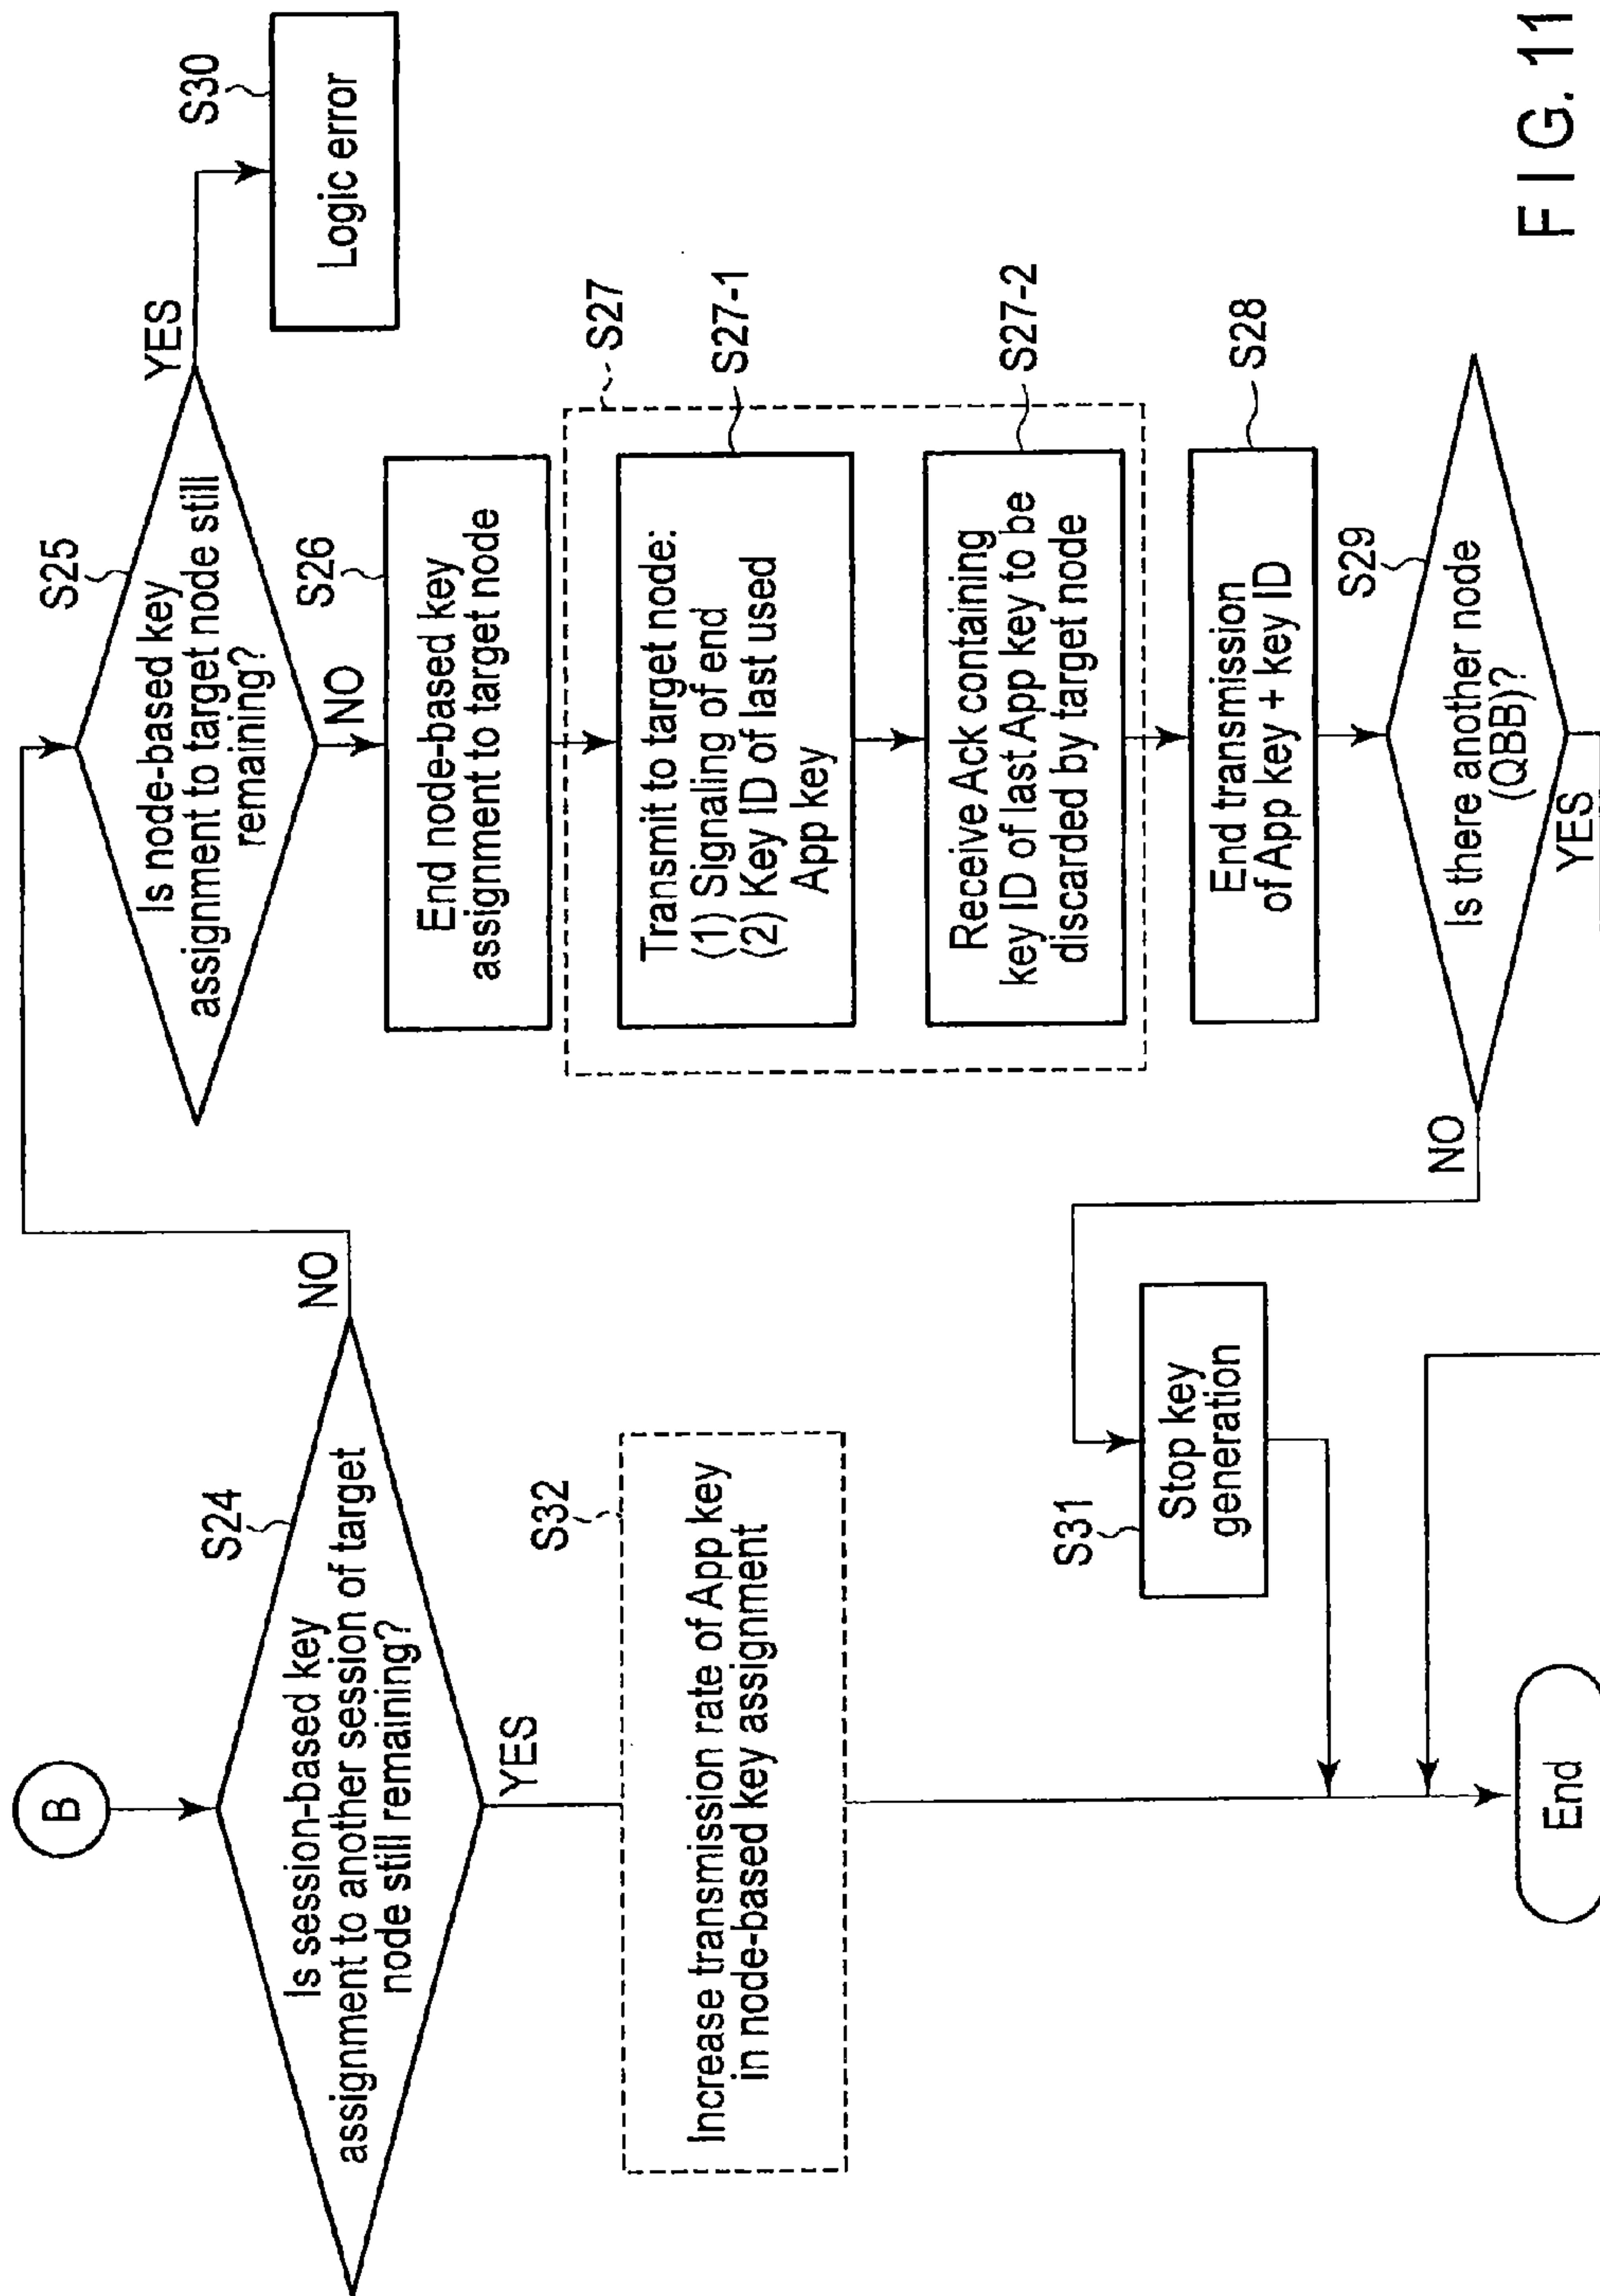 B
S24
Is session-based key
assignment to another session of target
node still remaining?
NO
YES
S32
Increase transmission rate of App key
in node-based key assignment
S25
Is node-based key
assignment to target node still
remaining?
YES
S30
Logic error
NO
S26
End node-based key
assignment to target node
S27
S27-1
Transmit to target node:
(1) Signaling of end
(2) Key ID of last used
App key
S27-2
Receive Ack containing
key ID of last App key to be
discarded by target node
S28
End transmission
of App key + key ID
S29
Is there another node
(QBB)?
NO
YES
S31
Stop key
generation
End
FIG. 11